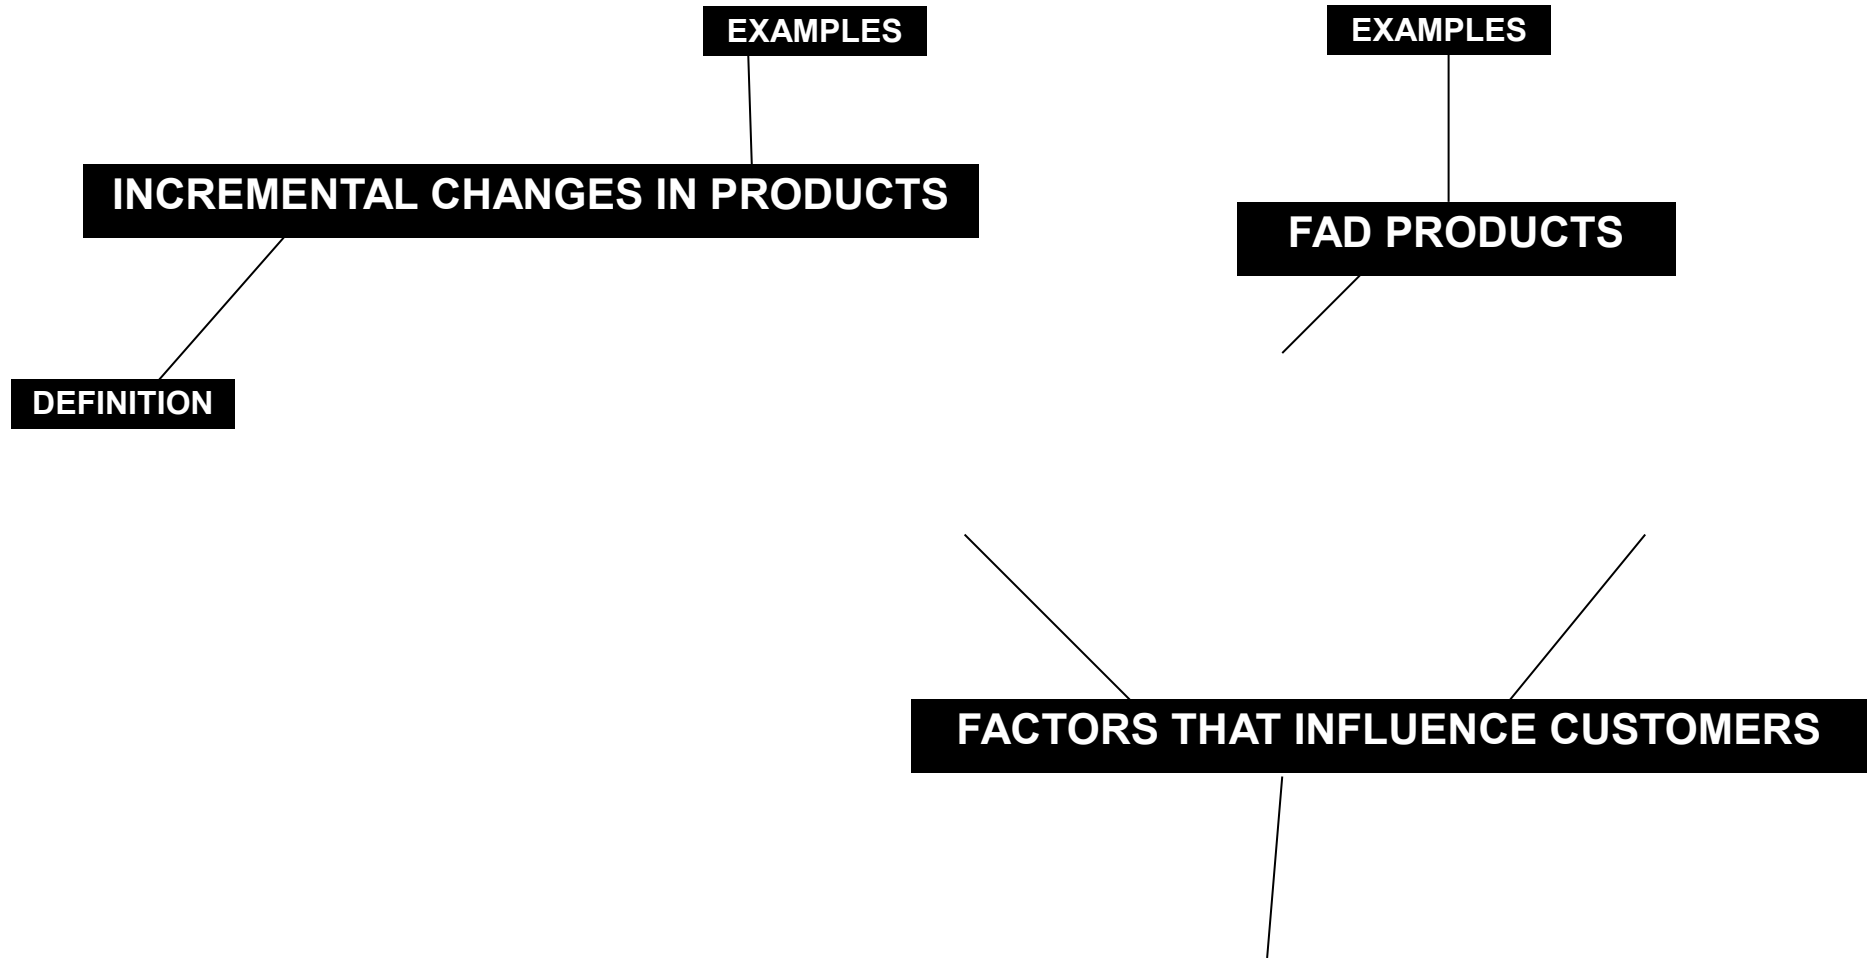 EXAMPLES
EXAMPLES
INCREMENTAL CHANGES IN PRODUCTS
FAD PRODUCTS
DEFINITION
FACTORS THAT INFLUENCE CUSTOMERS